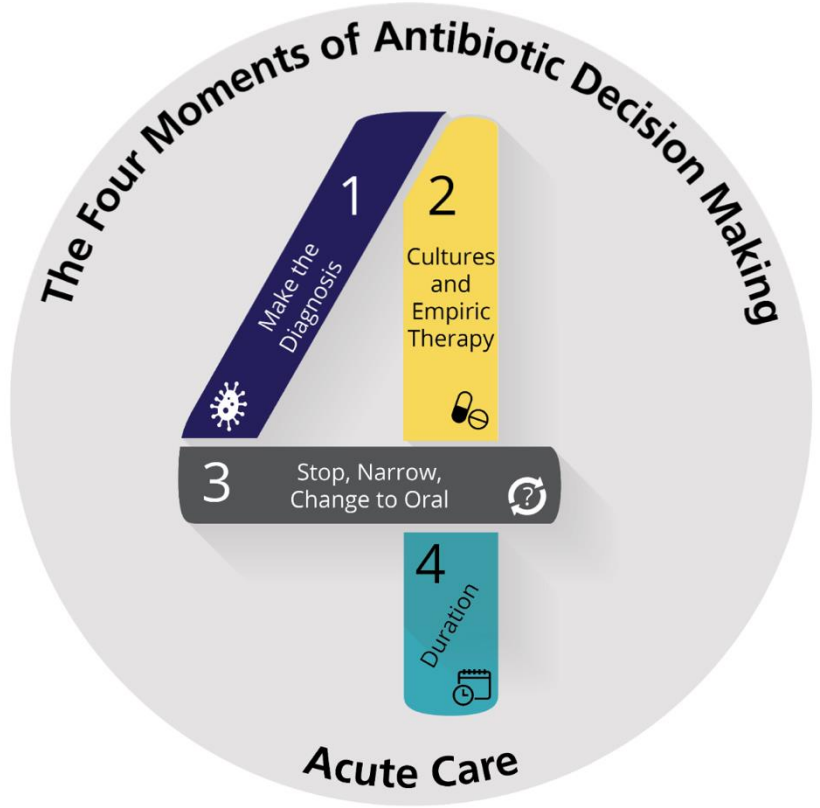 The Four Moments of Antibiotic Decision Making
1
Make the
Diagnosis
2
Cultures
and
Empiric
Therapy
3
Stop, Narrow,
Change to Oral
?
4
Duration
Acute Care